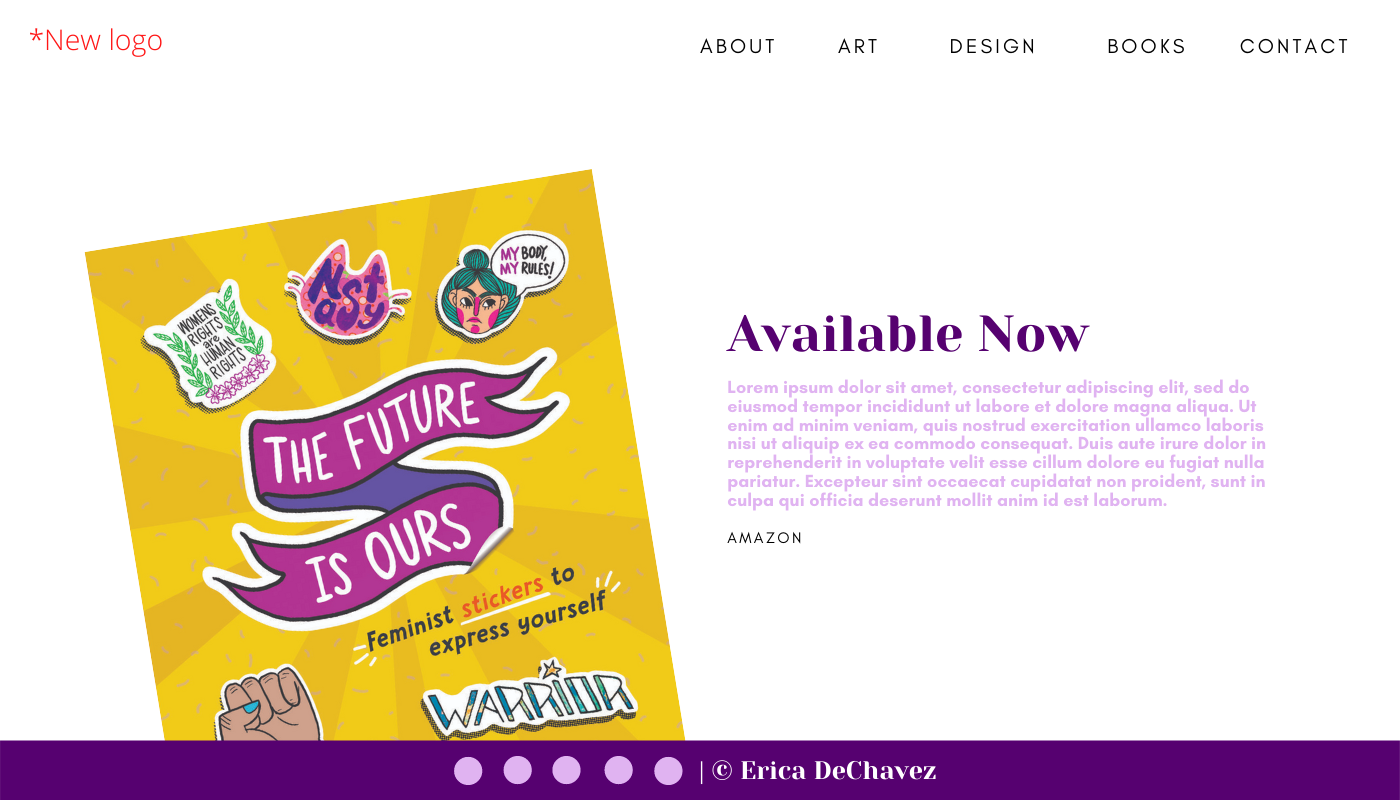 *New logo
ABOUT ART DESIGN BOOKS CONTACT
WOMENS
RIGHTS
are
HUMAN
RIGHTS
Nasty
MY BODY,
MY RULES!
THE FUTURE
IS OURS
Feminist stickers to
express yourself
WARRIOR
Available Now
Lorem ipsum dolor sit amet, consectetur adipiscing elit, sed do
eiusmod tempor incididunt ut labore et dolore magna aliqua. Ut
enim ad minim veniam, quis nostrud exercitation ullamco laboris
nisi ut aliquip ex ea commodo consequat. Duis aute irure dolor in
reprehenderit in voluptate velit esse cillum dolore eu fugiat nulla
pariatur. Excepteur sint occaecat cupidatat non proident, sunt in
culpa qui officia deserunt mollit anim id est laborum.
AMAZON
| © Erica DeChavez